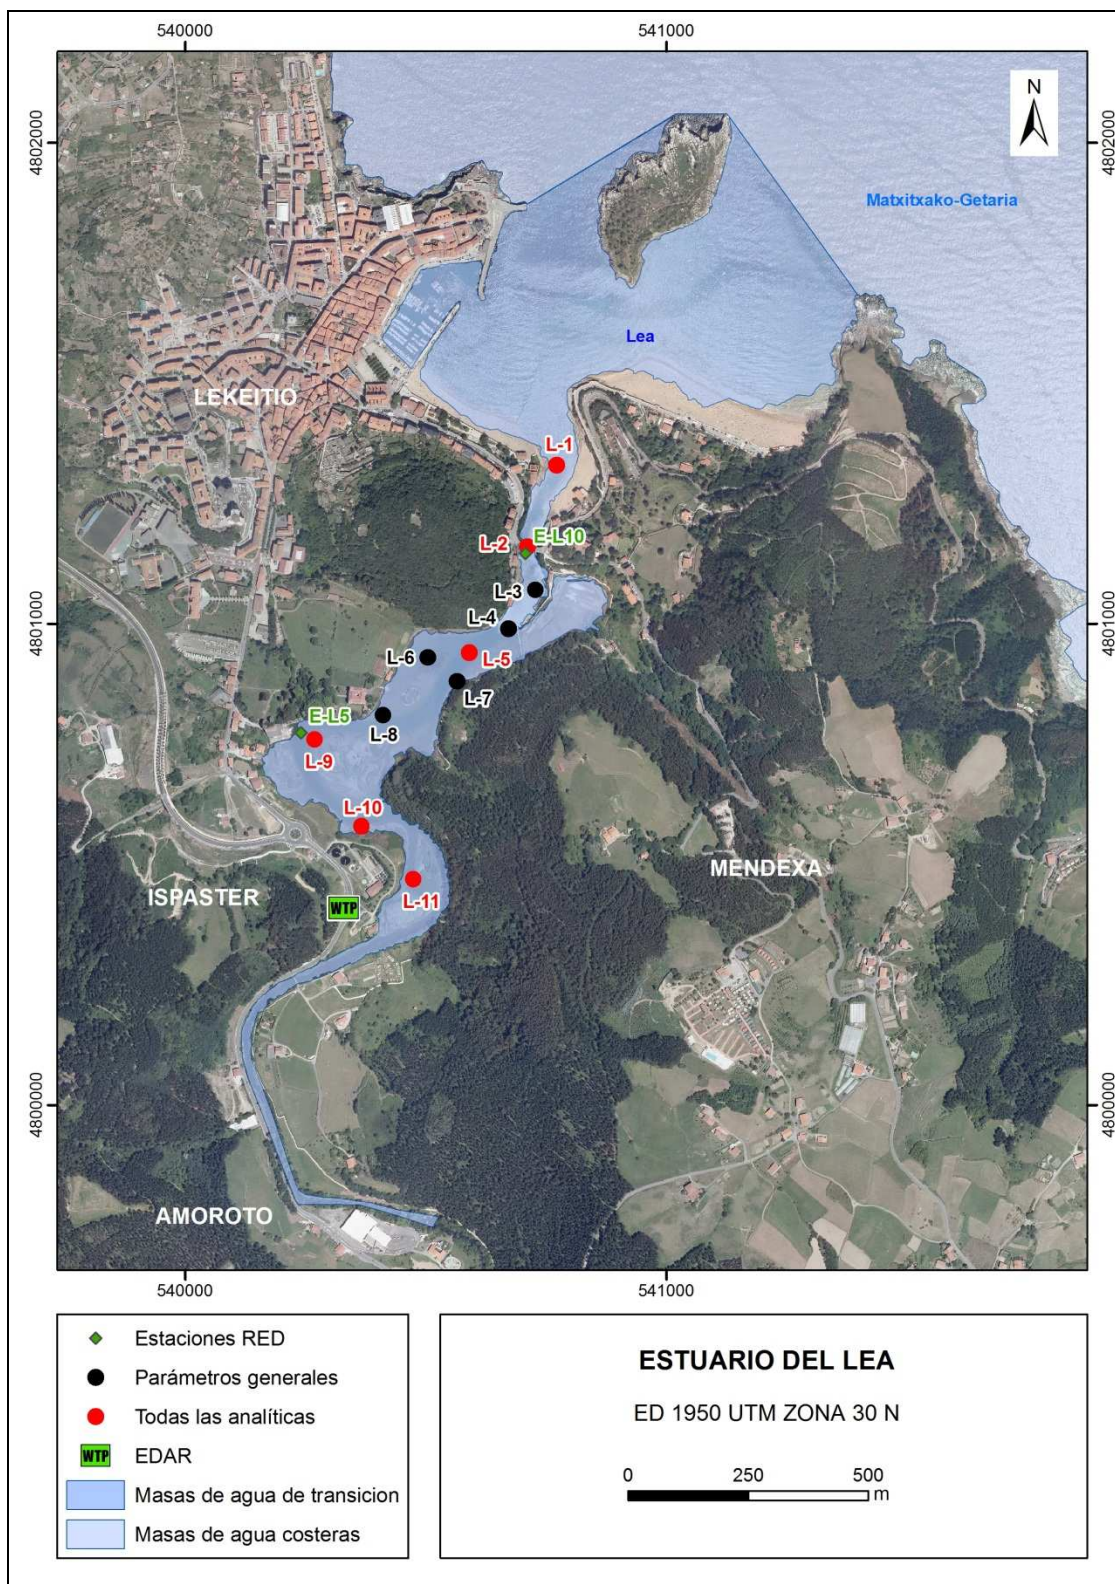 540000
541000
N
4802000
4802000
Matxitxako-Getaria
Lea
LEKEITIO
L-1
L-2
E-L10
L-3
4801000
4801000
L-4
L-6
L-5
L-7
E-L5
L-8
L-9
L-10
MENDEXA
ISPASTER
L-11
WTP
4800000
4800000
AMOROTO
540000
541000
Estaciones RED
Parámetros generales
Todas las analíticas
WTP
EDAR
Masas de agua de transicion
Masas de agua costeras
ESTUARIO DEL LEA
ED 1950 UTM ZONA 30 N
0 250 500
m